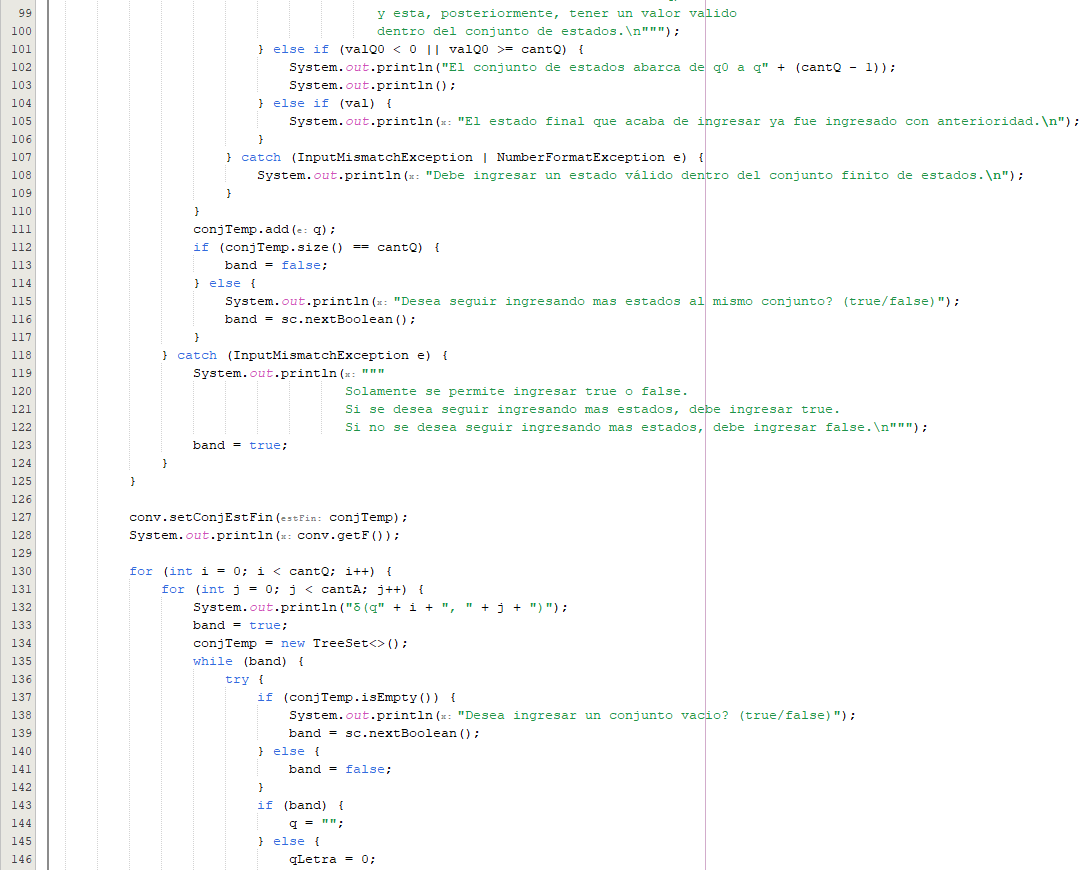 99 y esta, posteriormente, tener un valor valido
100 dentro del conjunto de estados.\n""");
101 } else if (valQ0 < 0 || valQ0 >= cantQ) {
102 System.out.println("El conjunto de estados abarca de q0 a q" + (cantQ - 1));
103 System.out.println();
104 } else if (val) {
105 System.out.println(x: "El estado final que acaba de ingresar ya fue ingresado con anterioridad.\n");
106 }
107 } catch (InputMismatchException | NumberFormatException e) {
108 System.out.println(x: "Debe ingresar un estado válido dentro del conjunto finito de estados.\n");
109 }
110 }
111 conjTemp.add(e: q);
112 if (conjTemp.size() == cantQ) {
113 band = false;
114 } else {
115 System.out.println(x: "Desea seguir ingresando mas estados al mismo conjunto? (true/false)");
116 band = sc.nextBoolean();
117 }
118 } catch (InputMismatchException e) {
119 System.out.println(x: """
120 Solamente se permite ingresar true o false.
121 Si se desea seguir ingresando mas estados, debe ingresar true.
122 Si no se desea seguir ingresando mas estados, debe ingresar false.\n""");
123 band = true;
124 }
125 }
126
127 conv.setConjEstFin(estFin: conjTemp);
128 System.out.println(x: conv.getF());
129
130 for (int i = 0; i < cantQ; i++) {
131 for (int j = 0; j < cantA; j++) {
132 System.out.println("δ(q" + i + ", " + j + ")");
133 band = true;
134 conjTemp = new TreeSet<>();
135 while (band) {
136 try {
137 if (conjTemp.isEmpty()) {
138 System.out.println(x: "Desea ingresar un conjunto vacio? (true/false)");
139 band = sc.nextBoolean();
140 } else {
141 band = false;
142 }
143 if (band) {
144 q = "";
145 } else {
146 qLetra = 0;